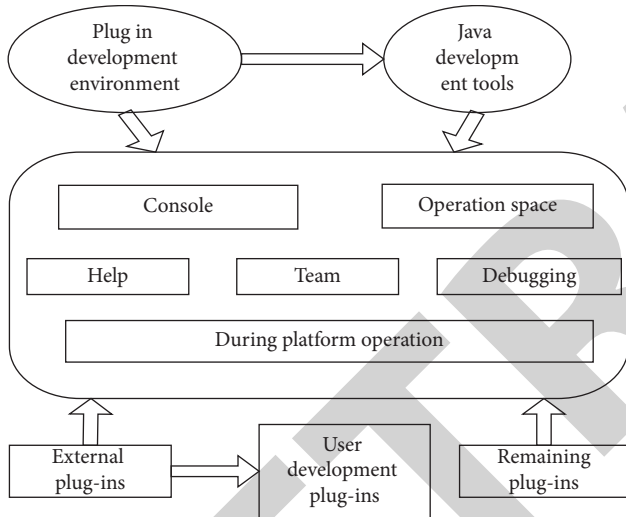 Plug in
development
environment
Java
developm
ent tools
Console
Operation space
Help
Team
Debugging
During platform operation
External
plug-ins
User
development
plug-ins
Remaining
plug-ins